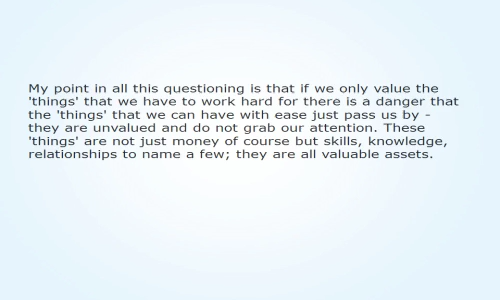 My point in all this questioning is that if we only value the
'things' that we have to work hard for there is a danger that
the 'things' that we can have with ease just pass us by -
they are unvalued and do not grab our attention. These
'things' are not just money of course but skills, knowledge,
relationships to name a few; they are all valuable assets.